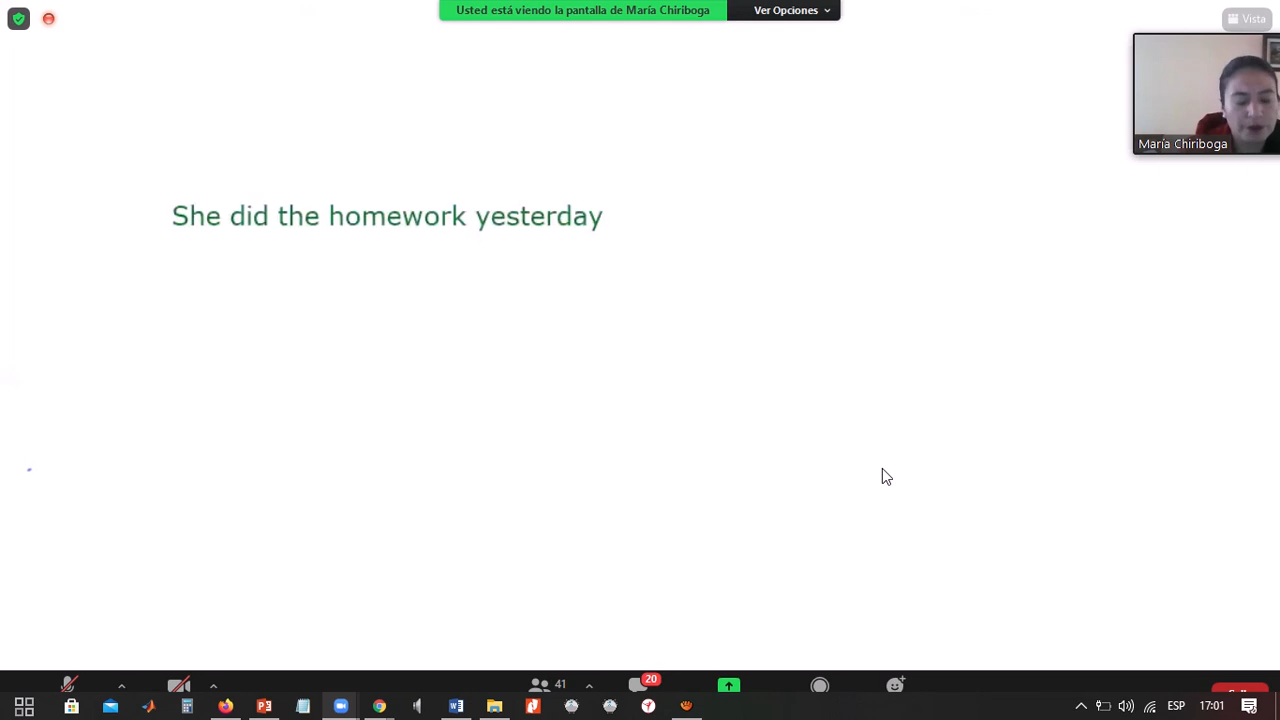 Usted está viendo la pantalla de María Chiriboga Ver Opciones
Vista
María Chiriboga
She did the homework yesterday
41
20
ESP 17:01